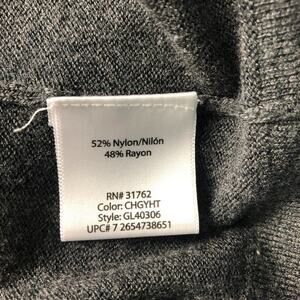 52% Nylon/Nilón
48% Rayon
RN# 31762
Color: CHGYHT
Style: GL40306
UPC# 7 2654738651